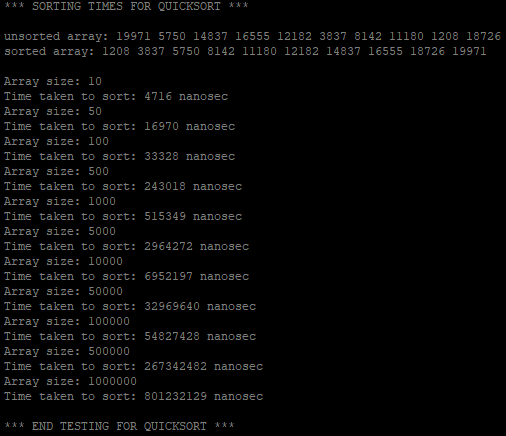 *** SORTING TIMES FOR QUICKSORT ***
unsorted array: 19971 5750 14837 16555 12182 3837 8142 11180 1208 18726
sorted array: 1208 3837 5750 8142 11180 12182 14837 16555 18726 19971
Array size: 10
Time taken to sort: 4716 nanosec
Array size: 50
Time taken to sort: 16970 nanosec
Array size: 100
Time taken to sort: 33328 nanosec
Array size: 500
Time taken to sort: 243018 nanosec
Array size: 1000
Time taken to sort: 515349 nanosec
Array size: 5000
Time taken to sort: 2964272 nanosec
Array size: 10000
Time taken to sort: 6952197 nanosec
Array size: 50000
Time taken to sort: 32969640 nanosec
Array size: 100000
Time taken to sort: 54827428 nanosec
Array size: 500000
Time taken to sort: 267342482 nanosec
Array size: 1000000
Time taken to sort: 801232129 nanosec
*** END TESTING FOR QUICKSORT ***